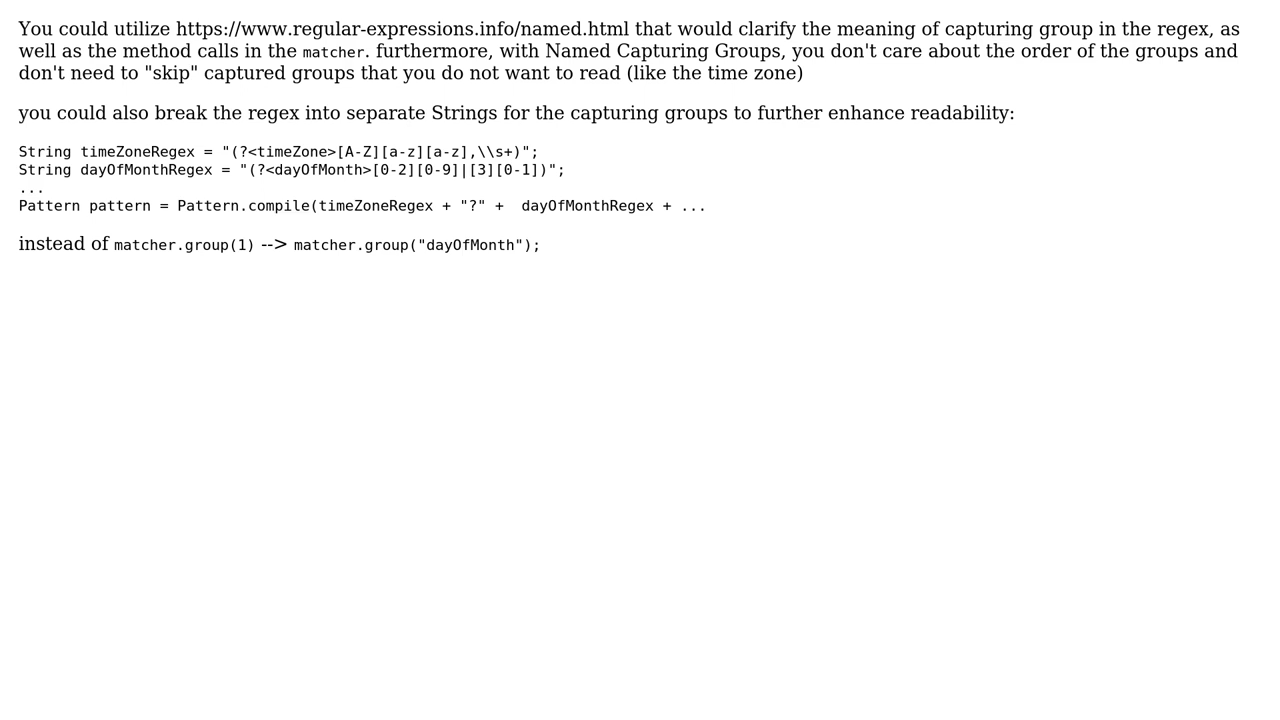 You could utilize https://www.regular-expressions.info/named.html that would clarify the meaning of capturing group in the regex, as
well as the method calls in the matcher. furthermore, with Named Capturing Groups, you don't care about the order of the groups and
don't need to "skip" captured groups that you do not want to read (like the time zone)
you could also break the regex into separate Strings for the capturing groups to further enhance readability:
String timeZoneRegex = "(?<timeZone>[A-Z][a-z][a-z],\\s+)";
String dayOfMonthRegex = "(?<dayOfMonth>[0-2][0-9]|[3][0-1])";
...
Pattern pattern = Pattern.compile(timeZoneRegex + "?" +  dayOfMonthRegex + ...
instead of matcher.group(1) --> matcher.group("dayOfMonth");